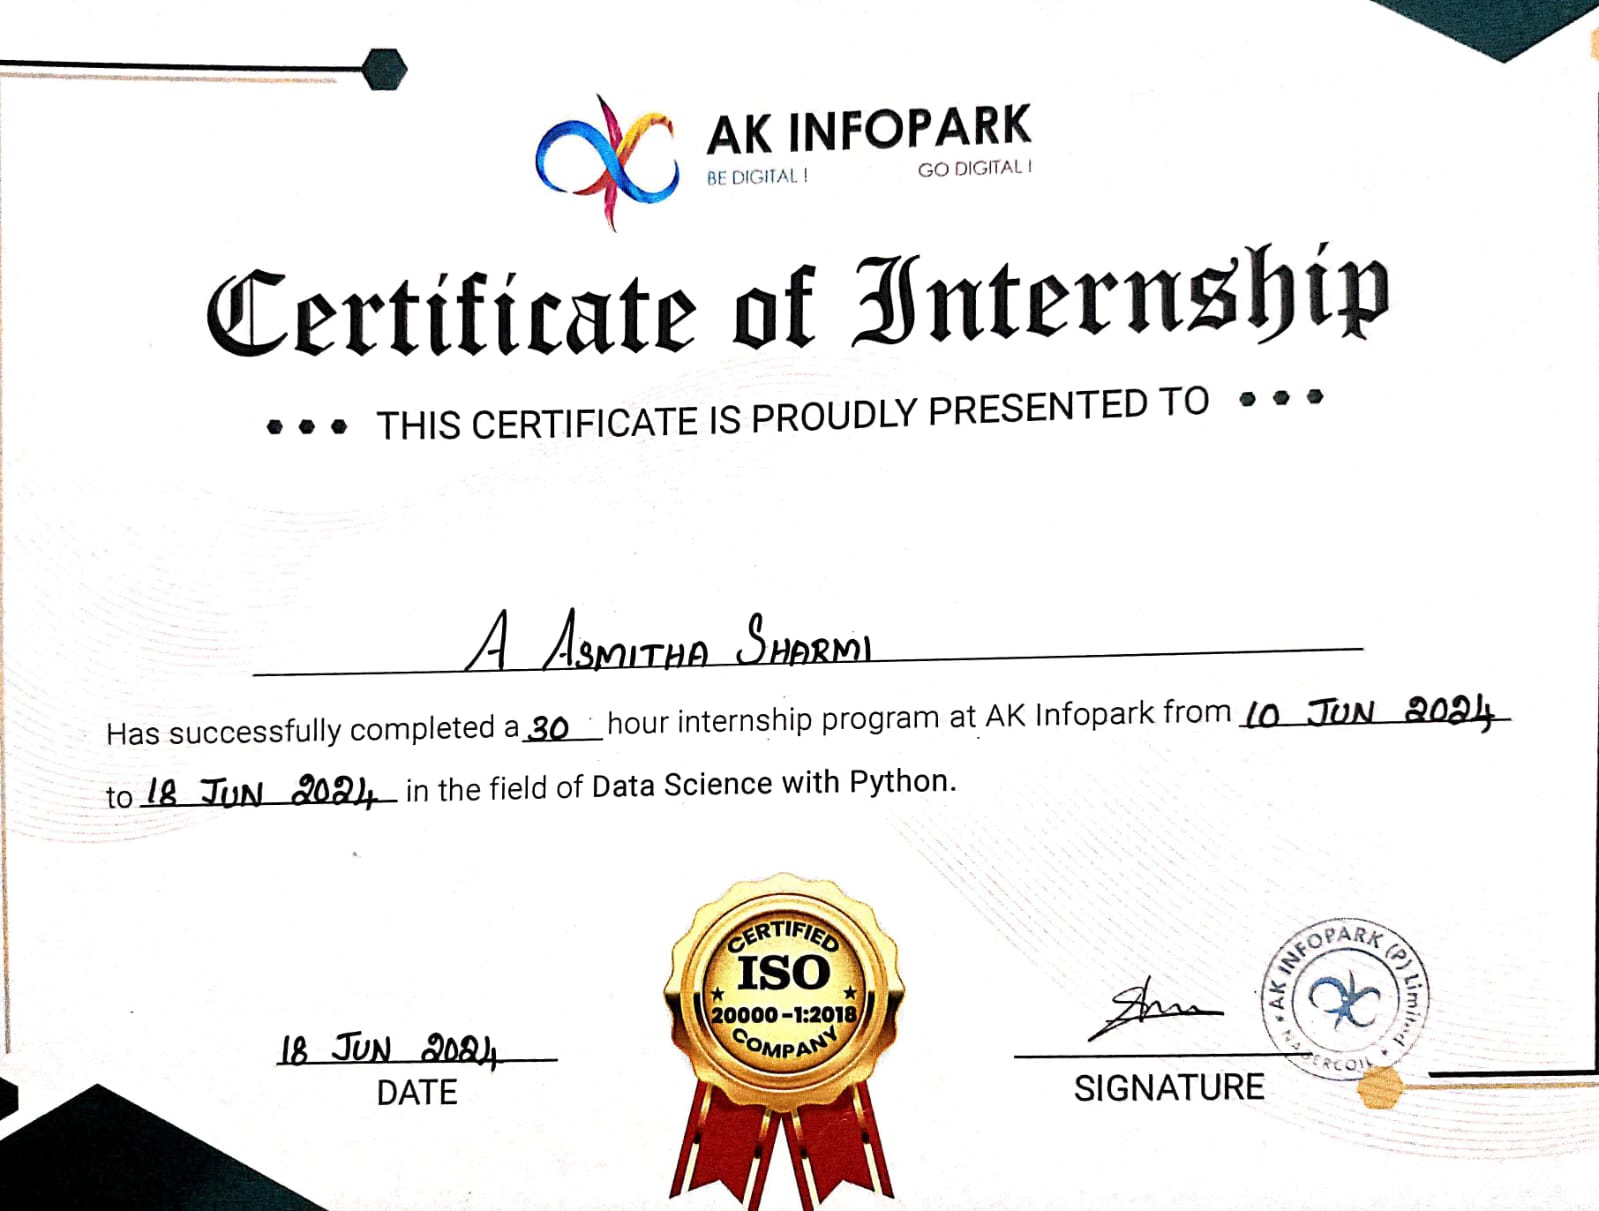 AK INFOPARK
BE DIGITAL ! GO DIGITAL !
Certificate of Internship
THIS CERTIFICATE IS PROUDLY PRESENTED TO
A ASMITHA SHARMI
Has successfully completed a 30 hour internship program at AK Infopark from 10 JUN 2024
to 18 JUN 2024 in the field of Data Science with Python.
CERTIFIED
ISO
20000-1:2018
COMPANY
18 JUN 2024
DATE
SIGNATURE
AK INFOPARK (P) Limited
NAGERCOIL